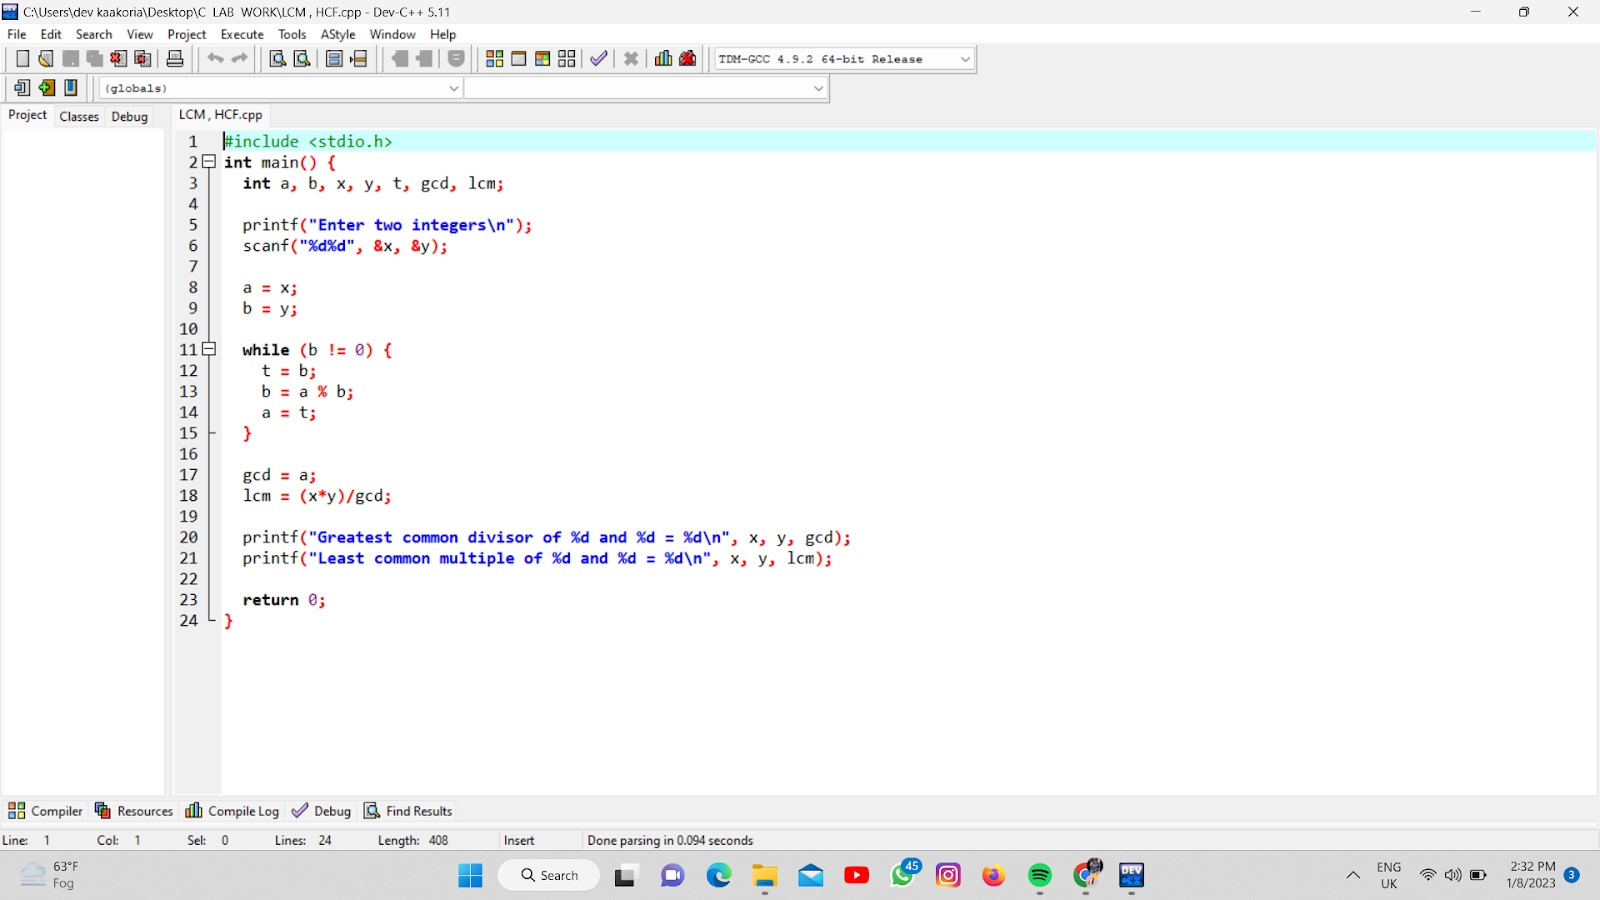 C:\Users\dev kaakoria\Desktop\C LAB WORK\LCM , HCF.cpp - Dev-C++ 5.11
File Edit Search View Project Execute Tools AStyle Window Help
TDM-GCC 4.9.2 64-bit Release
(globals)
Project Classes Debug LCM , HCF.cpp
1 #include <stdio.h>
2 int main() {
3 int a, b, x, y, t, gcd, lcm;
4
5 printf("Enter two integers\n");
6 scanf("%d%d", &x, &y);
7
8 a = x;
9 b = y;
10
11 while (b != 0) {
12 t = b;
13 b = a % b;
14 a = t;
15 }
16
17 gcd = a;
18 lcm = (x*y)/gcd;
19
20 printf("Greatest common divisor of %d and %d = %d\n", x, y, gcd);
21 printf("Least common multiple of %d and %d = %d\n", x, y, lcm);
22
23 return 0;
24 }
Compiler Resources Compile Log Debug Find Results
Line: 1 Col: 1 Sel: 0 Lines: 24 Length: 408 Insert Done parsing in 0.094 seconds
63°F
Fog
Search
45
DEV
ENG
UK
2:32 PM
1/8/2023
3